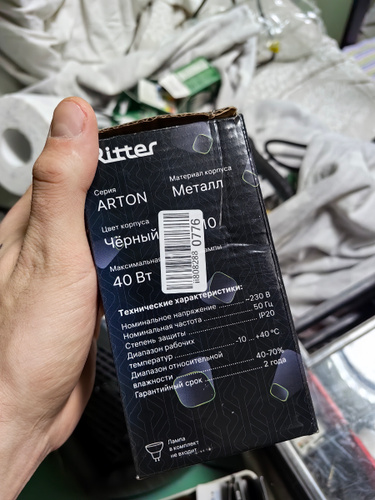 Ritter
Серия
Материал корпуса
ARTON
Металл
Цвет корпуса
Чёрный
Максимальная
лампы
40 Вт
#808288 0776
Технические характеристики:
Номинальное напряжение ~230 В
Номинальная частота 50 Гц
Степень защиты IP20
Диапазон рабочих
температур -10 ... +40 °C
Диапазон относительной
влажности 40-70%
Гарантийный срок 2 года
Лампа
в комплект
не входит